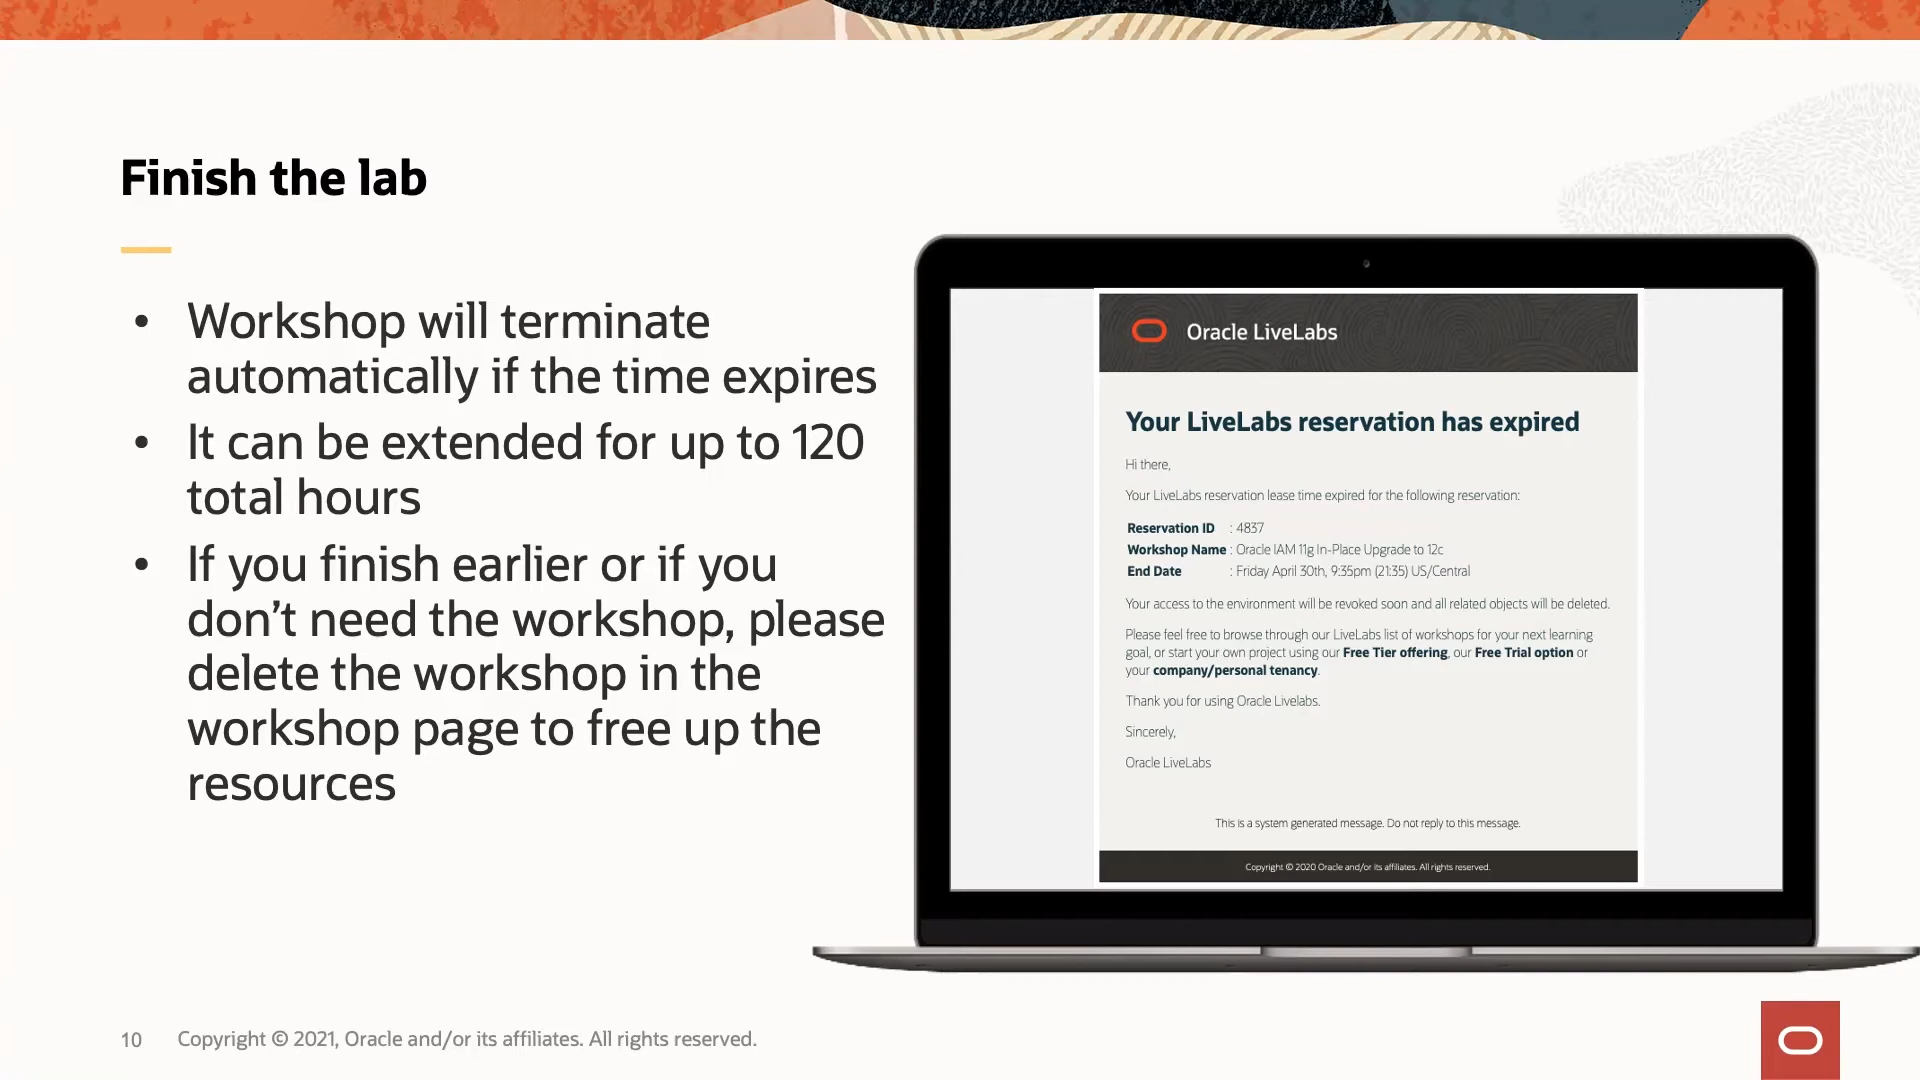 Finish the lab
• Workshop will terminate
automatically if the time expires
• It can be extended for up to 120
total hours
• If you finish earlier or if you
don’t need the workshop, please
delete the workshop in the
workshop page to free up the
resources
Oracle LiveLabs
Your LiveLabs reservation has expired
Hi there,
Your LiveLabs reservation lease time expired for the following reservation:
Reservation ID : 4837
Workshop Name : Oracle IAM 11g In-Place Upgrade to 12c
End Date : Friday April 30th, 9:35pm (21:35) US/Central
Your access to the environment will be revoked soon and all related objects will be deleted.
Please feel free to browse through our LiveLabs list of workshops for your next learning
goal, or start your own project using our Free Tier offering, our Free Trial option or
your company/personal tenancy.
Thank you for using Oracle Livelabs.
Sincerely,
Oracle LiveLabs
This is a system generated message. Do not reply to this message.
Copyright © 2020 Oracle and/or its affiliates. All rights reserved.
10 Copyright © 2021, Oracle and/or its affiliates. All rights reserved.